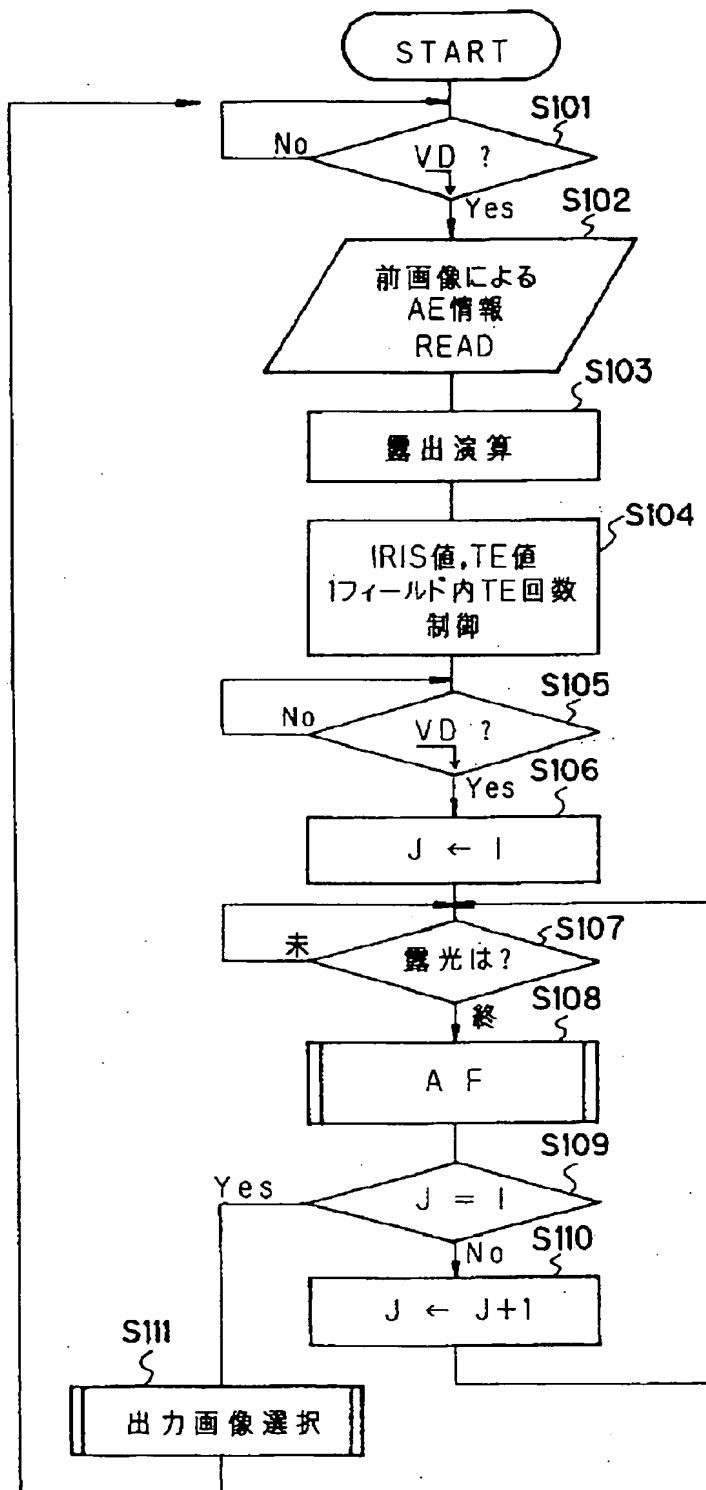 START
S101
No
VD ?
Yes
S102
前画像による
AE情報
READ
S103
露出演算
S104
IRIS値,TE値
1フィールド内TE回数
制御
S105
No
VD ?
Yes
S106
J ← 1
S107
未
露光は?
終
S108
AF
S109
Yes
J = I
No
S110
J ← J+1
S111
出力画像選択